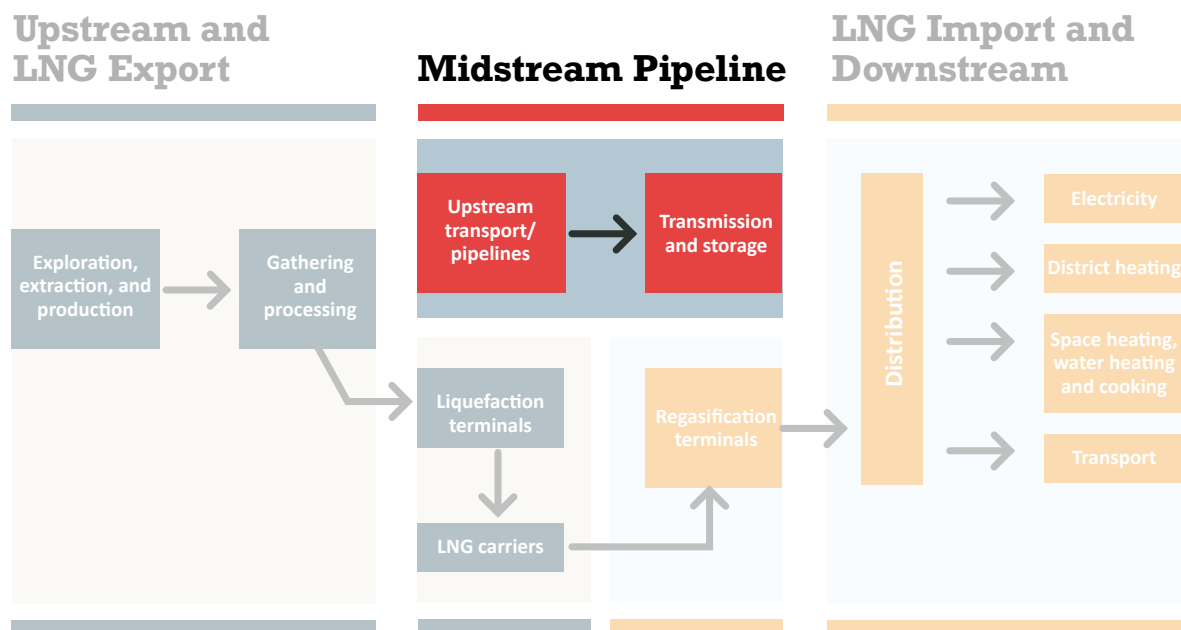 Upstream and
LNG Export
Midstream Pipeline
LNG Import and
Downstream
Exploration,
extraction, and
production
Gathering
and
processing
Upstream
transport/
pipelines
Transmission
and storage
Liquefaction
terminals
LNG carriers
Regasification
terminals
Distribution
Electricity
District heating
Space heating,
water heating
and cooking
Transport